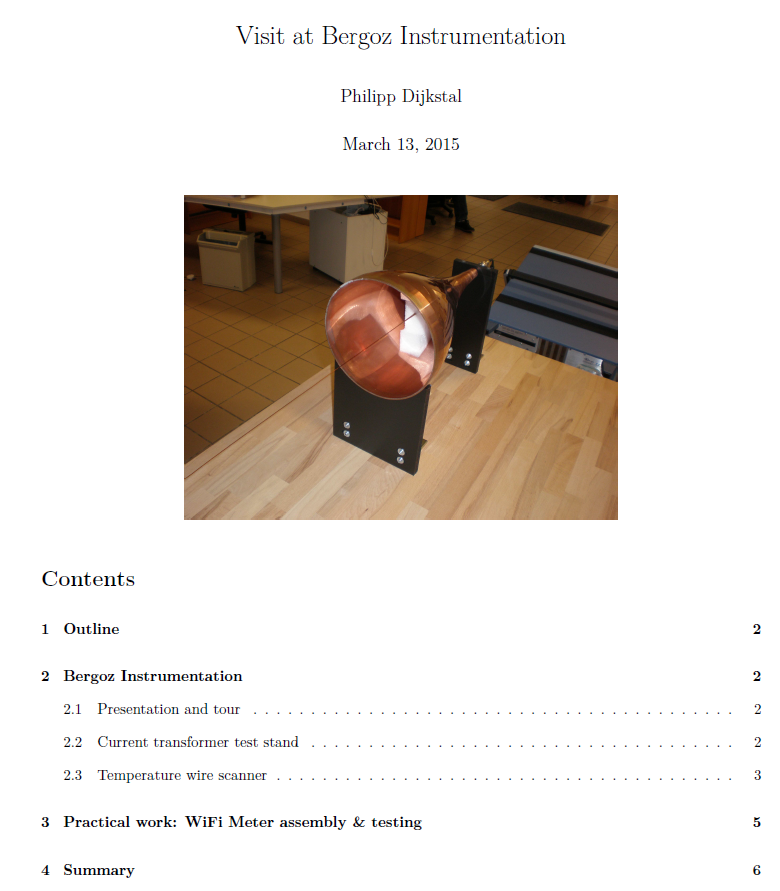 Visit at Bergoz Instrumentation
Philipp Dijkstal
March 13, 2015
Contents
1 Outline 2
2 Bergoz Instrumentation 2
2.1 Presentation and tour . . . . . . . . . . . . . . . . . . . . . . . . . . . . . . . . . . . . . . . . . . . . . . . . . . 2
2.2 Current transformer test stand . . . . . . . . . . . . . . . . . . . . . . . . . . . . . . . . . . . . . . . . . . . . 2
2.3 Temperature wire scanner . . . . . . . . . . . . . . . . . . . . . . . . . . . . . . . . . . . . . . . . . . . . . . . . 3
3 Practical work: WiFi Meter assembly & testing 5
4 Summary 6